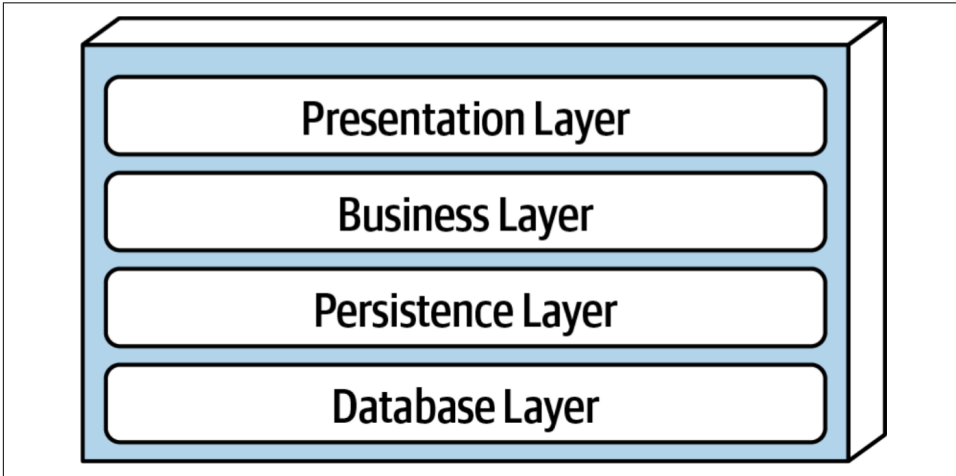 Presentation Layer
Business Layer
Persistence Layer
Database Layer